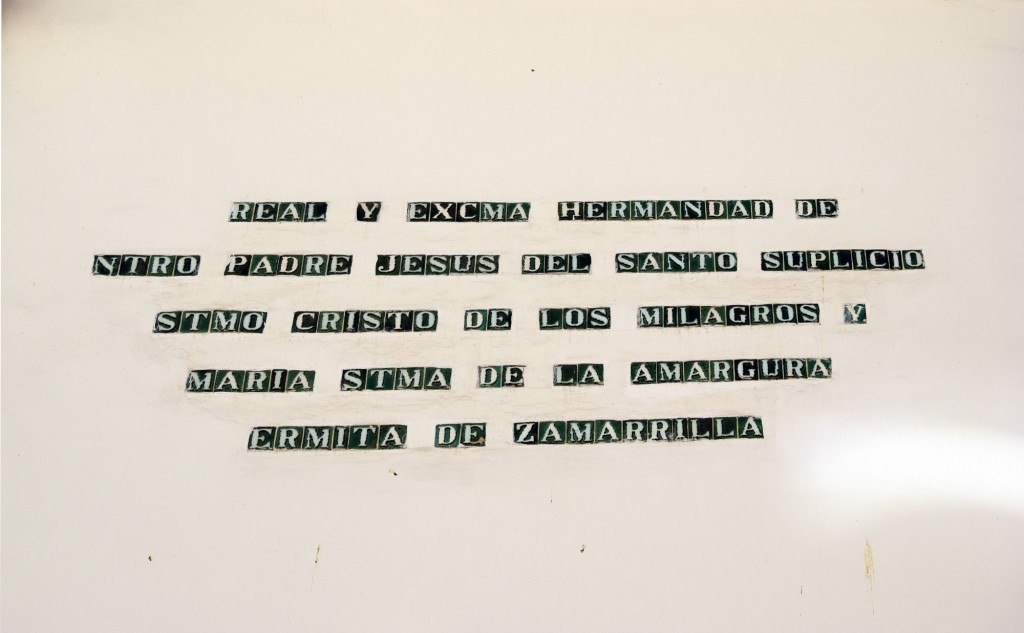 REAL Y EXCMA HERMANDAD DE
NTRO PADRE JESUS DEL SANTO SUPLICIO
STMO CRISTO DE LOS MILAGROS Y
MARIA STMA DE LA AMARGURA
ERMITA DE ZAMARRILLA